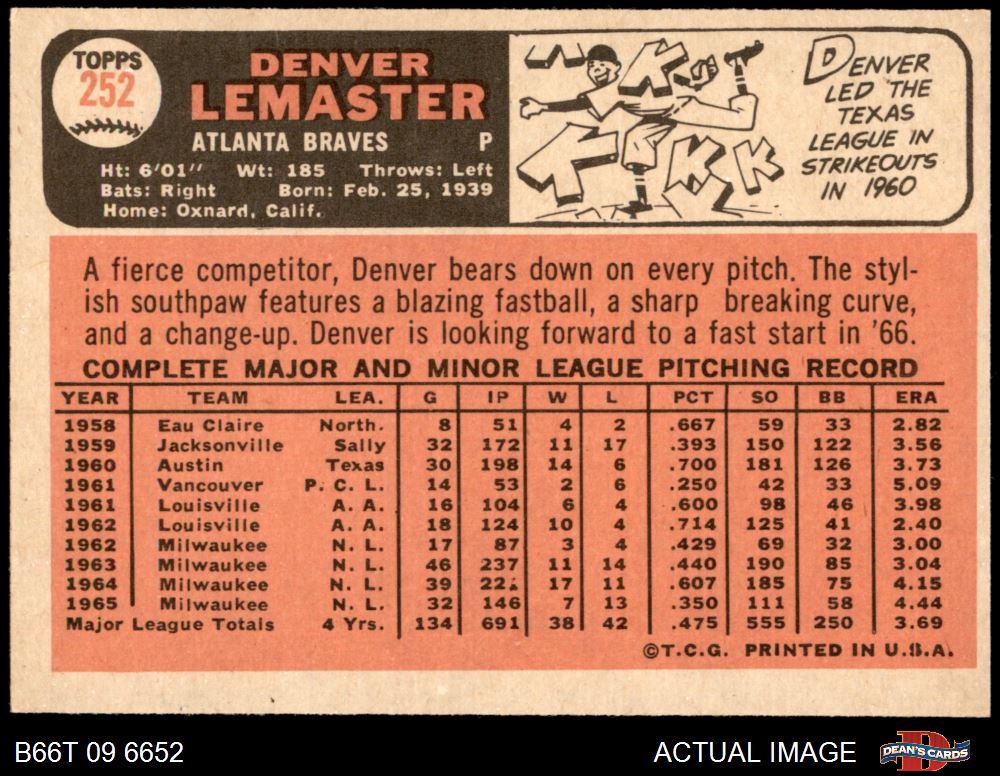 TOPPS
252
DENVER
LEMASTER
ATLANTA BRAVES P
Ht: 6'01" Wt: 185 Throws: Left
Bats: Right Born: Feb. 25, 1939
Home: Oxnard, Calif.
K
K K
DENVER
LED THE
TEXAS
LEAGUE IN
STRIKEOUTS
IN 1960
A fierce competitor, Denver bears down on every pitch. The styl-
ish southpaw features a blazing fastball, a sharp breaking curve,
and a change-up. Denver is looking forward to a fast start in '66.
COMPLETE MAJOR AND MINOR LEAGUE PITCHING RECORD
YEAR TEAM LEA. G IP W L PCT SO BB ERA
1958 Eau Claire North. 8 51 4 2 .667 59 33 2.82
1959 Jacksonville Sally 32 172 11 17 .393 150 122 3.56
1960 Austin Texas 30 198 14 6 .700 181 126 3.73
1961 Vancouver P. C. L. 14 53 2 6 .250 42 33 5.09
1961 Louisville A. A. 16 104 6 4 .600 98 46 3.98
1962 Louisville A. A. 18 124 10 4 .714 125 41 2.40
1962 Milwaukee N. L. 17 87 3 4 .429 69 32 3.00
1963 Milwaukee N. L. 46 237 11 14 .440 190 85 3.04
1964 Milwaukee N. L. 39 17 11 .607 185 75 4.15
1965 Milwaukee N. L. 32 146 7 13 .350 111 58 4.44
Major League Totals 4 Yrs. 134 691 38 42 .475 555 250 3.69
©T.C.G. PRINTED IN U.S.A.
B66T 09 6652 ACTUAL IMAGE DEAN'S CARDS